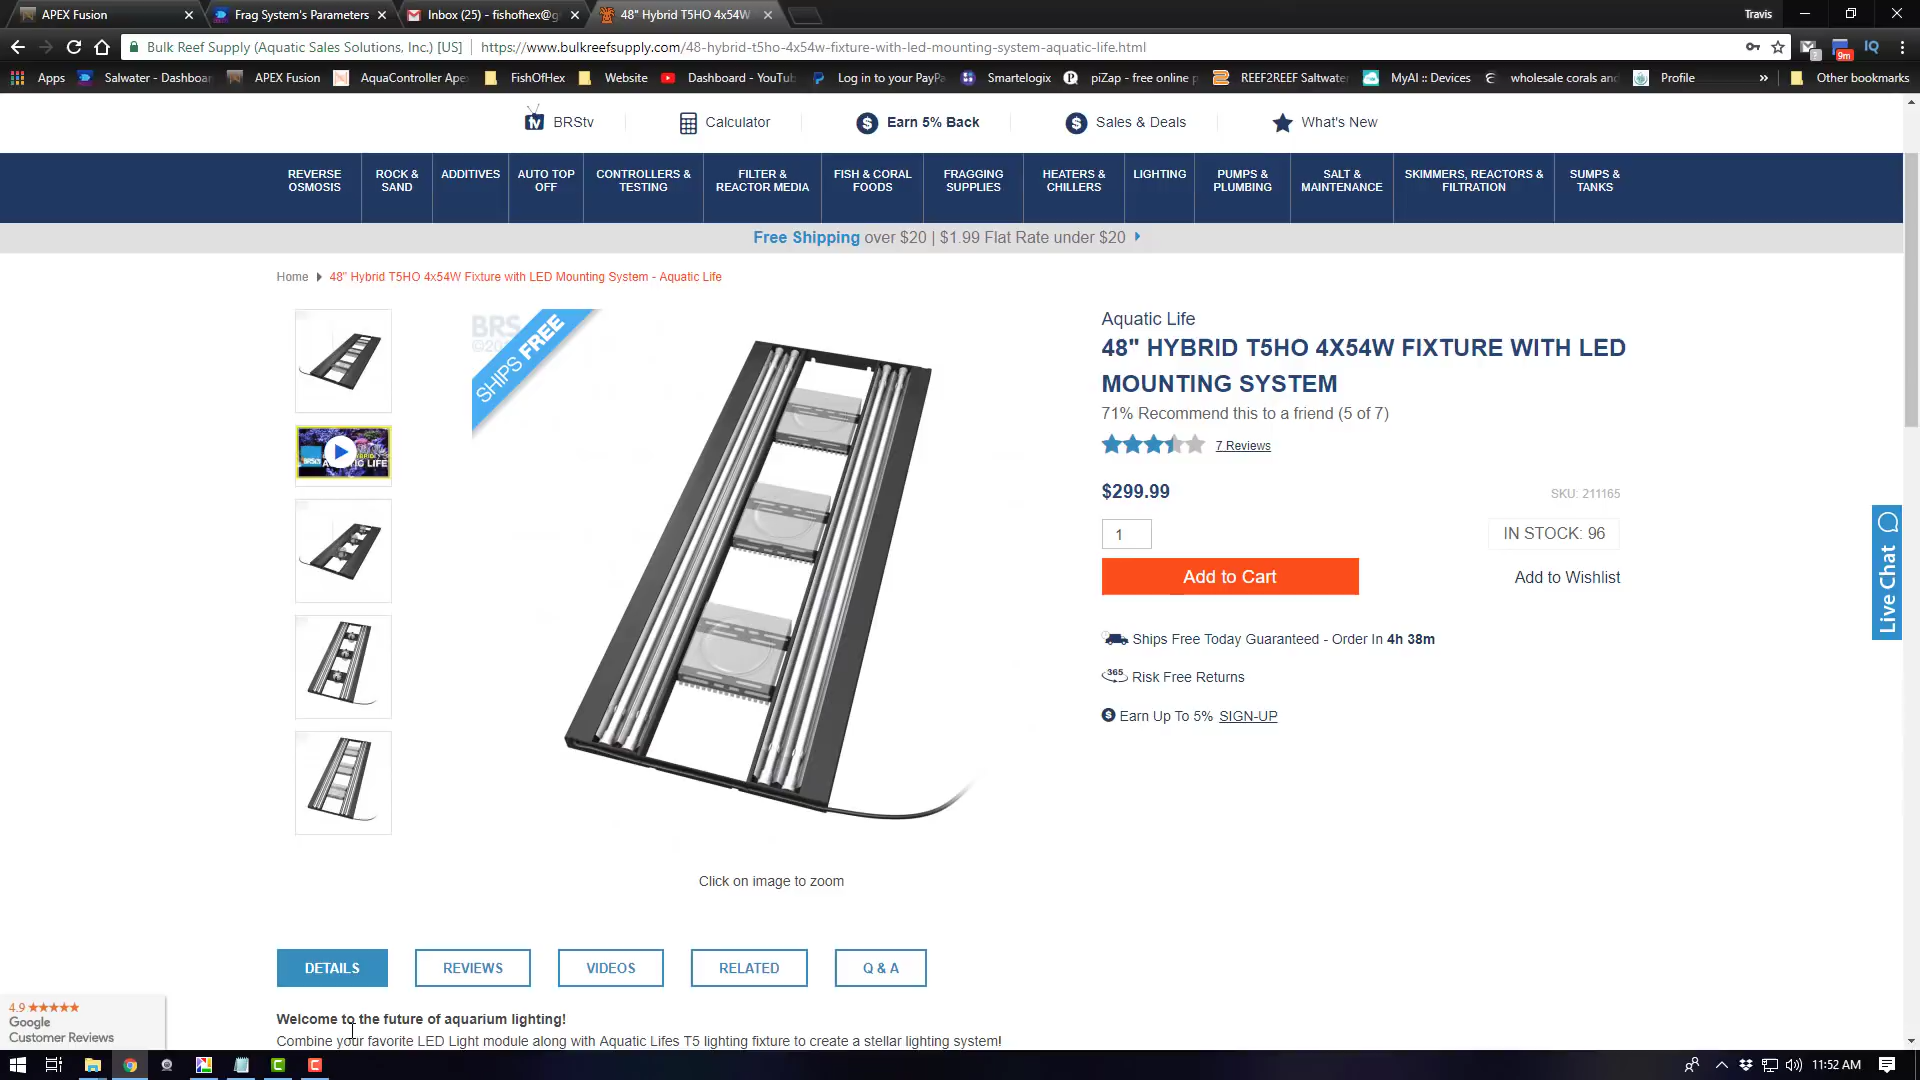 APEX Fusion
Frag System's Parameters
Inbox (25) - fishofhex@g
48" Hybrid T5HO 4x54W
Travis
Bulk Reef Supply (Aquatic Sales Solutions, Inc.) [US]
https://www.bulkreefsupply.com/48-hybrid-t5ho-4x54w-fixture-with-led-mounting-system-aquatic-life.html
IQ
9m
Apps
Salwater - Dashboar
APEX Fusion
AquaController Ape
FishOfHex
Website
Dashboard - YouTub
Log in to your PayPa
Smartelogix
piZap - free online p
REEF2REEF Saltwater
MyAI :: Devices
wholesale corals and
Profile
»
Other bookmarks
tv BRStv
Calculator
$ Earn 5% Back
$ Sales & Deals
What's New
REVERSE OSMOSIS
ROCK & SAND
ADDITIVES
AUTO TOP OFF
CONTROLLERS & TESTING
FILTER & REACTOR MEDIA
FISH & CORAL FOODS
FRAGGING SUPPLIES
HEATERS & CHILLERS
LIGHTING
PUMPS & PLUMBING
SALT & MAINTENANCE
SKIMMERS, REACTORS & FILTRATION
SUMPS & TANKS
Free Shipping over $20 | $1.99 Flat Rate under $20
Home 48" Hybrid T5HO 4x54W Fixture with LED Mounting System - Aquatic Life
BRS
SHIPS FREE
Aquatic Life
48" HYBRID T5HO 4X54W FIXTURE WITH LED
MOUNTING SYSTEM
71% Recommend this to a friend (5 of 7)
7 Reviews
$299.99
SKU: 211165
1
IN STOCK: 96
Add to Cart
Add to Wishlist
Ships Free Today Guaranteed - Order In 4h 38m
365 Risk Free Returns
$ Earn Up To 5% SIGN-UP
Live Chat
Click on image to zoom
DETAILS
REVIEWS
VIDEOS
RELATED
Q & A
4.9 ★★★★★
Google
Customer Reviews
Welcome to the future of aquarium lighting!
Combine your favorite LED Light module along with Aquatic Lifes T5 lighting fixture to create a stellar lighting system!
11:52 AM